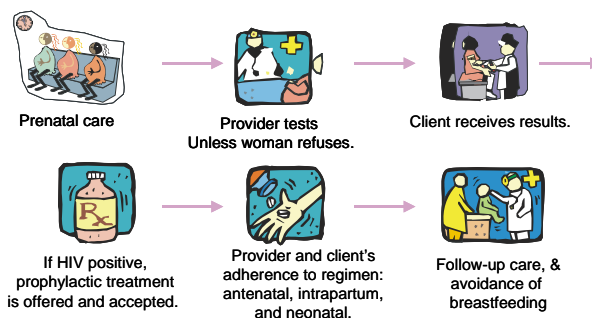 Prenatal care
Provider tests
Unless woman refuses.
Client receives results.
Rx
If HIV positive,
prophylactic treatment
is offered and accepted.
Provider and client's
adherence to regimen:
antenatal, intrapartum,
and neonatal.
Follow-up care, &
avoidance of
breastfeeding